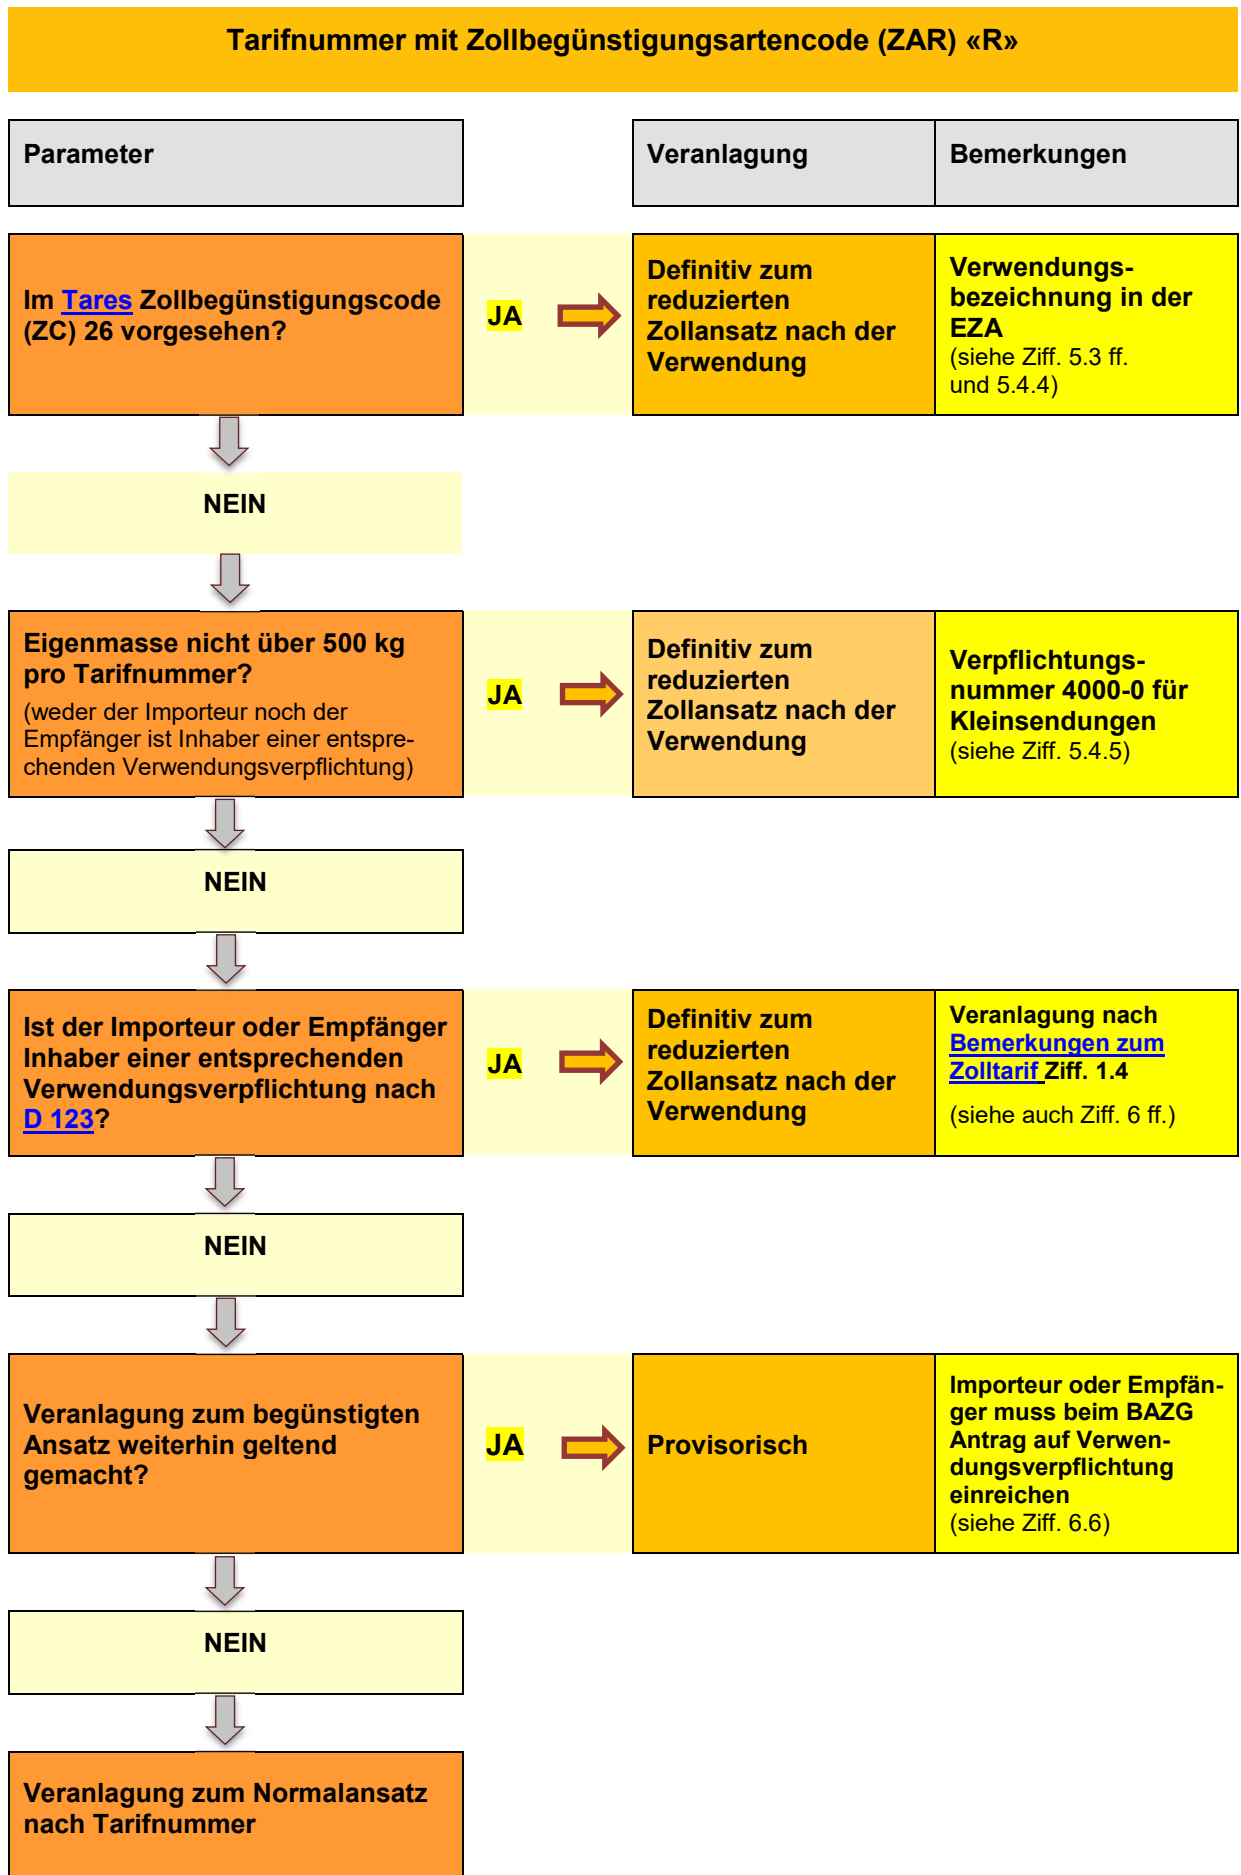 Tarifnummer mit Zollbegünstigungsartencode (ZAR) «R»
Parameter
Veranlagung
Bemerkungen
Im Tares Zollbegünstigungscode
(ZC) 26 vorgesehen?
JA
Definitiv zum
reduzierten
Zollansatz nach der
Verwendung
Verwendungs-
bezeichnung in der
EZA
(siehe Ziff. 5.3 ff.
und 5.4.4)
NEIN
Eigenmasse nicht über 500 kg
pro Tarifnummer?
(weder der Importeur noch der
Empfänger ist Inhaber einer entspre-
chenden Verwendungsverpflichtung)
JA
Definitiv zum
reduzierten
Zollansatz nach der
Verwendung
Verpflichtungs-
nummer 4000-0 für
Kleinsendungen
(siehe Ziff. 5.4.5)
NEIN
Ist der Importeur oder Empfänger
Inhaber einer entsprechenden
Verwendungsverpflichtung nach
D 123?
JA
Definitiv zum
reduzierten
Zollansatz nach der
Verwendung
Veranlagung nach
Bemerkungen zum
Zolltarif Ziff. 1.4
(siehe auch Ziff. 6 ff.)
NEIN
Veranlagung zum begünstigten
Ansatz weiterhin geltend
gemacht?
JA
Provisorisch
Importeur oder Empfän-
ger muss beim BAZG
Antrag auf Verwen-
dungsverpflichtung
einreichen
(siehe Ziff. 6.6)
NEIN
Veranlagung zum Normalansatz
nach Tarifnummer